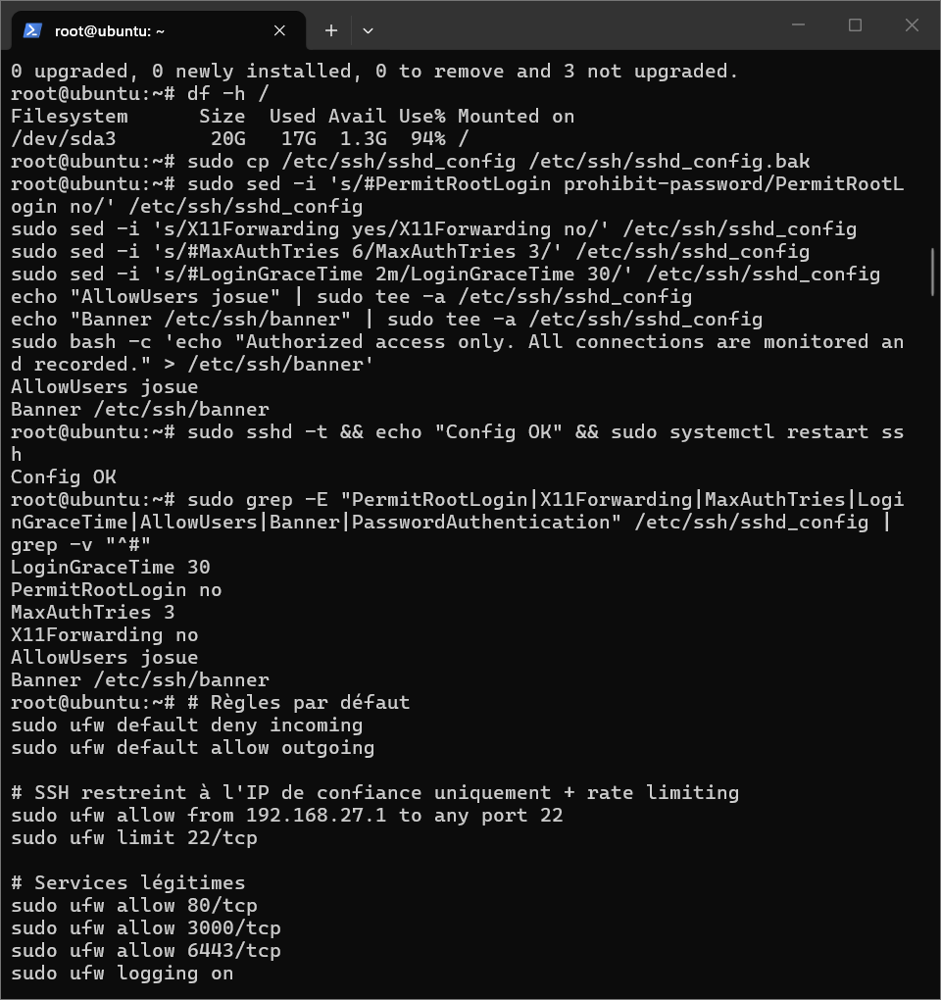 root@ubuntu: ~
0 upgraded, 0 newly installed, 0 to remove and 3 not upgraded.
root@ubuntu:~# df -h /
Filesystem      Size  Used Avail Use% Mounted on
/dev/sda3        20G   17G  1.3G  94% /
root@ubuntu:~# sudo cp /etc/ssh/sshd_config /etc/ssh/sshd_config.bak
root@ubuntu:~# sudo sed -i 's/#PermitRootLogin prohibit-password/PermitRootL
ogin no/' /etc/ssh/sshd_config
sudo sed -i 's/X11Forwarding yes/X11Forwarding no/' /etc/ssh/sshd_config
sudo sed -i 's/#MaxAuthTries 6/MaxAuthTries 3/' /etc/ssh/sshd_config
sudo sed -i 's/#LoginGraceTime 2m/LoginGraceTime 30/' /etc/ssh/sshd_config
echo "AllowUsers josue" | sudo tee -a /etc/ssh/sshd_config
echo "Banner /etc/ssh/banner" | sudo tee -a /etc/ssh/sshd_config
sudo bash -c 'echo "Authorized access only. All connections are monitored an
d recorded." > /etc/ssh/banner'
AllowUsers josue
Banner /etc/ssh/banner
root@ubuntu:~# sudo sshd -t && echo "Config OK" && sudo systemctl restart ss
h
Config OK
root@ubuntu:~# sudo grep -E "PermitRootLogin|X11Forwarding|MaxAuthTries|Logi
nGraceTime|AllowUsers|Banner|PasswordAuthentication" /etc/ssh/sshd_config |
grep -v "^#"
LoginGraceTime 30
PermitRootLogin no
MaxAuthTries 3
X11Forwarding no
AllowUsers josue
Banner /etc/ssh/banner
root@ubuntu:~# # Règles par défaut
sudo ufw default deny incoming
sudo ufw default allow outgoing

# SSH restreint à l'IP de confiance uniquement + rate limiting
sudo ufw allow from 192.168.27.1 to any port 22
sudo ufw limit 22/tcp

# Services légitimes
sudo ufw allow 80/tcp
sudo ufw allow 3000/tcp
sudo ufw allow 6443/tcp
sudo ufw logging on